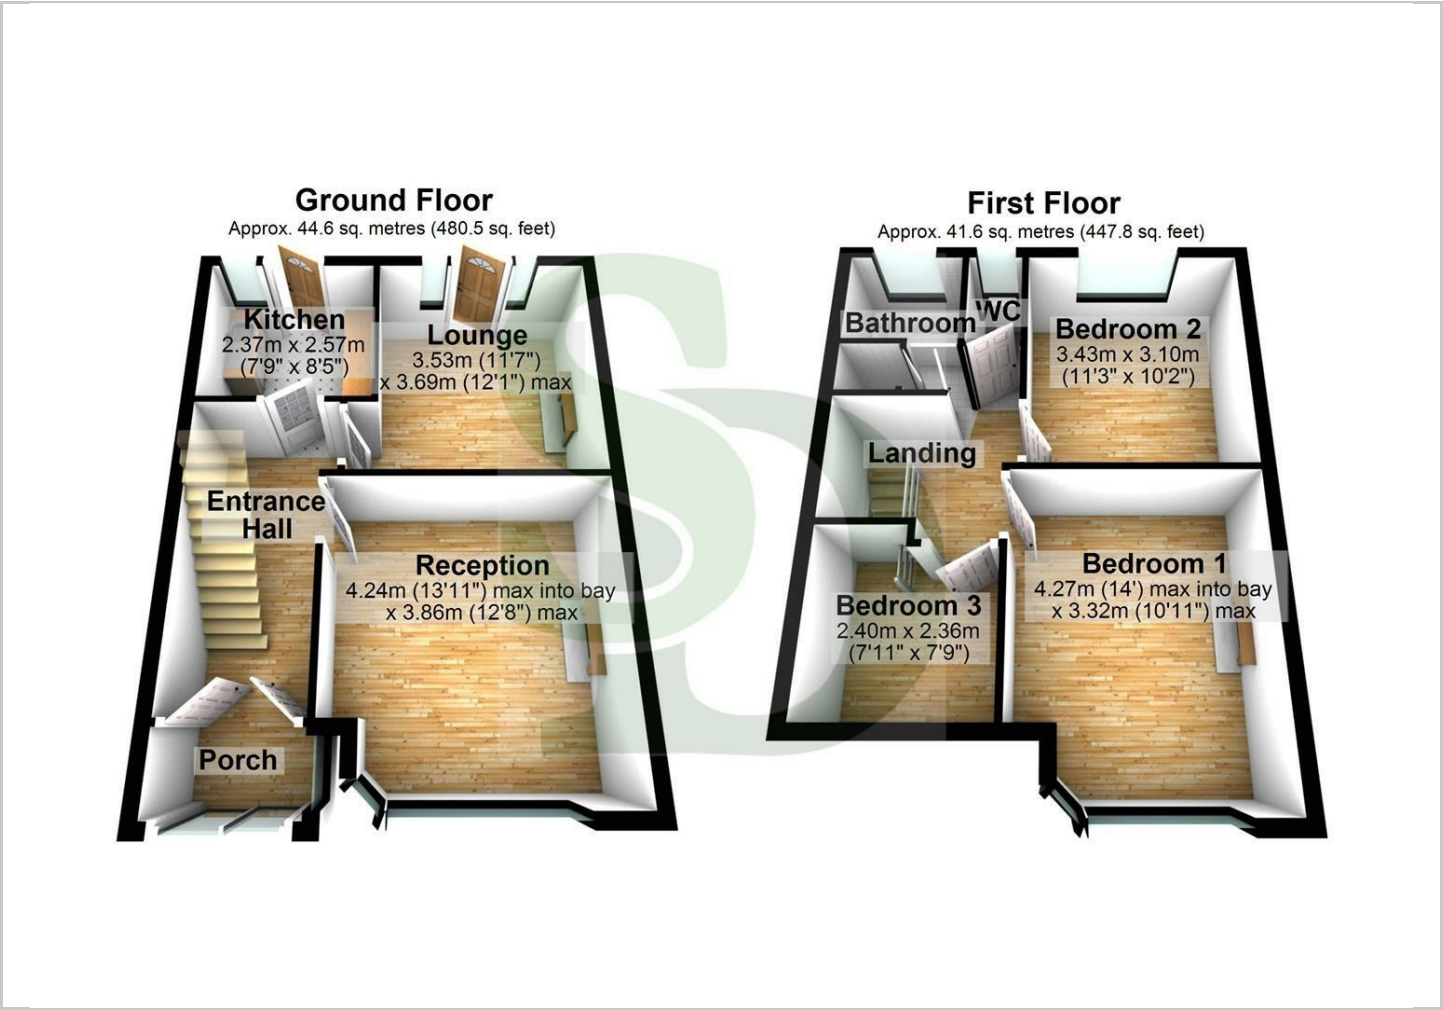 Ground Floor
Approx. 44.6 sq. metres (480.5 sq. feet)
Kitchen
2.37m x 2.57m
(7'9" x 8'5")
Lounge
3.53m (11'7")
x 3.69m (12'1") max
Entrance
Hall
Reception
4.24m (13'11") max into bay
x 3.86m (12'8") max
Porch
First Floor
Approx. 41.6 sq. metres (447.8 sq. feet)
Bathroom
WC
Bedroom 2
3.43m x 3.10m
(11'3" x 10'2")
Landing
Bedroom 1
4.27m (14') max into bay
x 3.32m (10'11") max
Bedroom 3
2.40m x 2.36m
(7'11" x 7'9")
SD